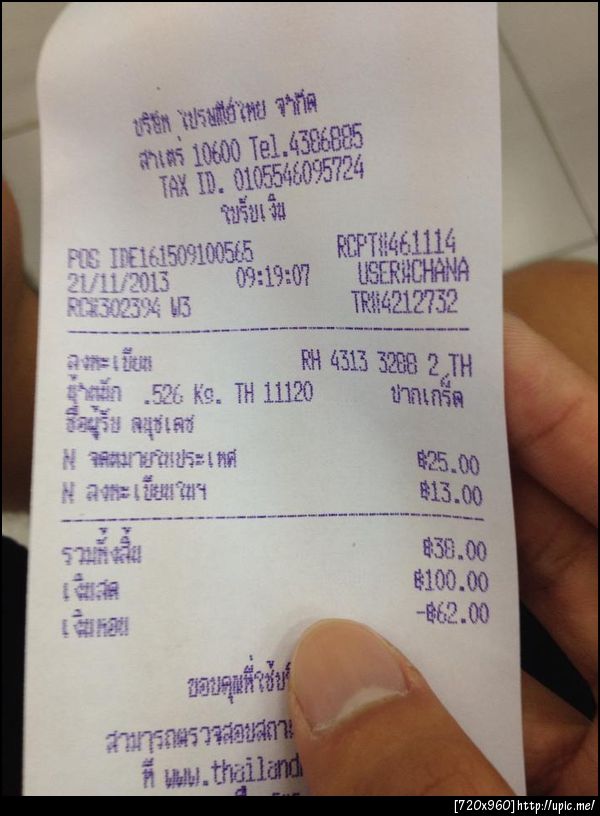 บริษัท ไปรษณีย์ไทย จำกัด
สาเตร์ 10600 Tel.4386885
TAX ID. 0105546095724
ใบรับเงิน
POS IDE161509100565 RCPT#461114
21/11/2013 09:19:07 USER#CHANA
RC#302394 W3 TR#4212732
ลงทะเบียน RH 4313 3288 2 TH
น้ำหนัก .526 Kg. TH 11120 ปากเกร็ด
ชื่อผู้รับ ลนุชเดช
N จดหมายในประเทศ ฿25.00
N ลงทะเบียนในฯ ฿13.00
รวมทั้งสิ้น ฿38.00
เงินสด ฿100.00
เงินทอน -฿62.00
ขอบคุณที่ใช้บริ
สามารถตรวจสอบสถาน
ที่ www.thailand
[720x960]http://upic.me/